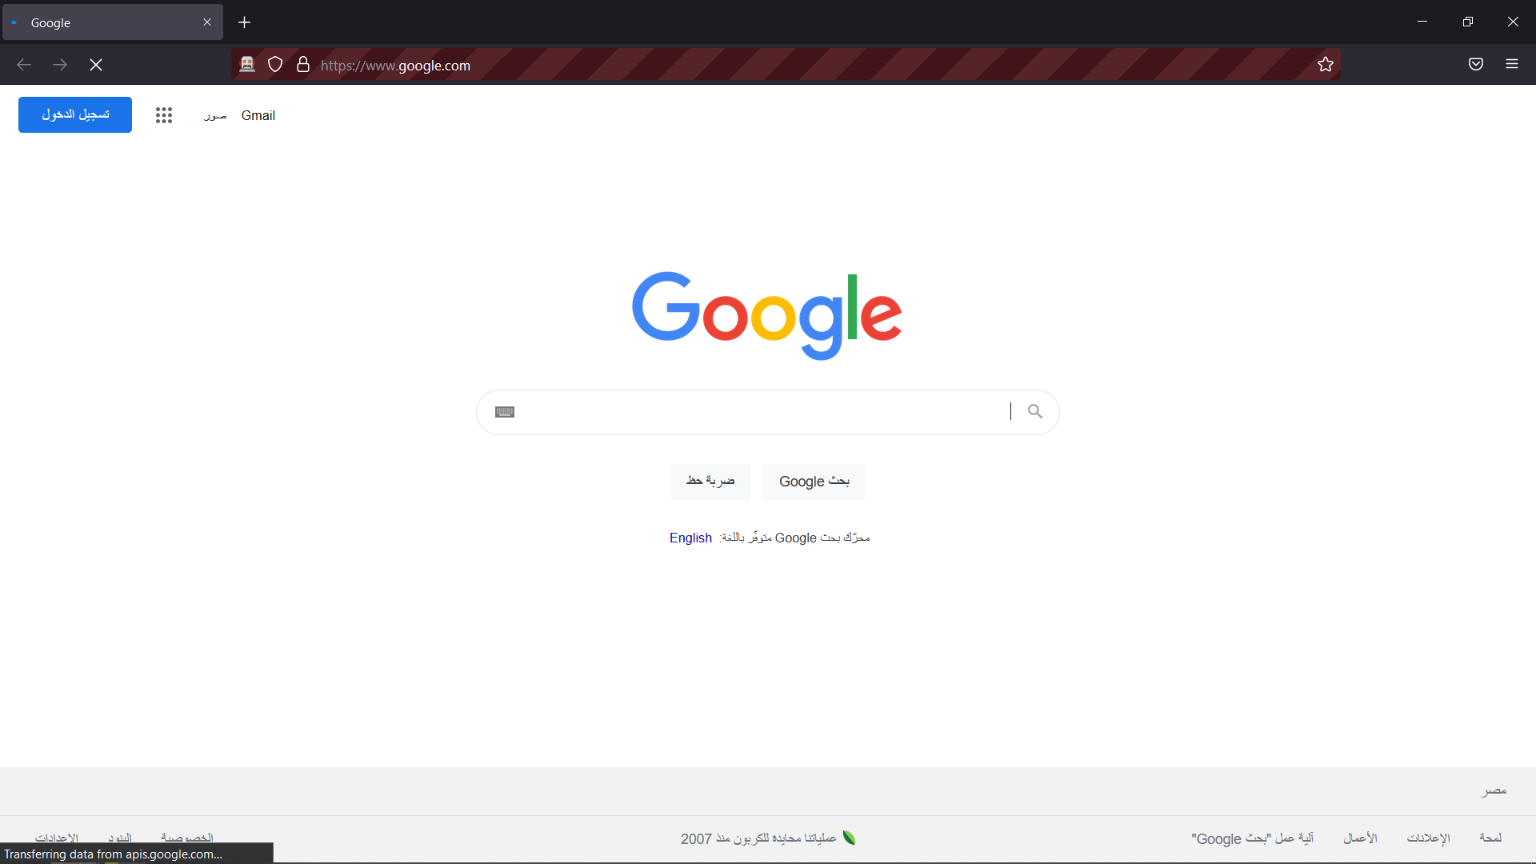 Google
https://www.google.com
تسجيل الدخول
صور
Gmail
Google
بحث Google
ضربة حظ
محرّك بحث Google متوفّر باللغة: English
مصر
لمحة
الإعلانات
الأعمال
آلية عمل "بحث Google"
عملياتنا محايدة للكربون منذ 2007
الخصوصية
البنود
الإعدادات
Transferring data from apis.google.com...